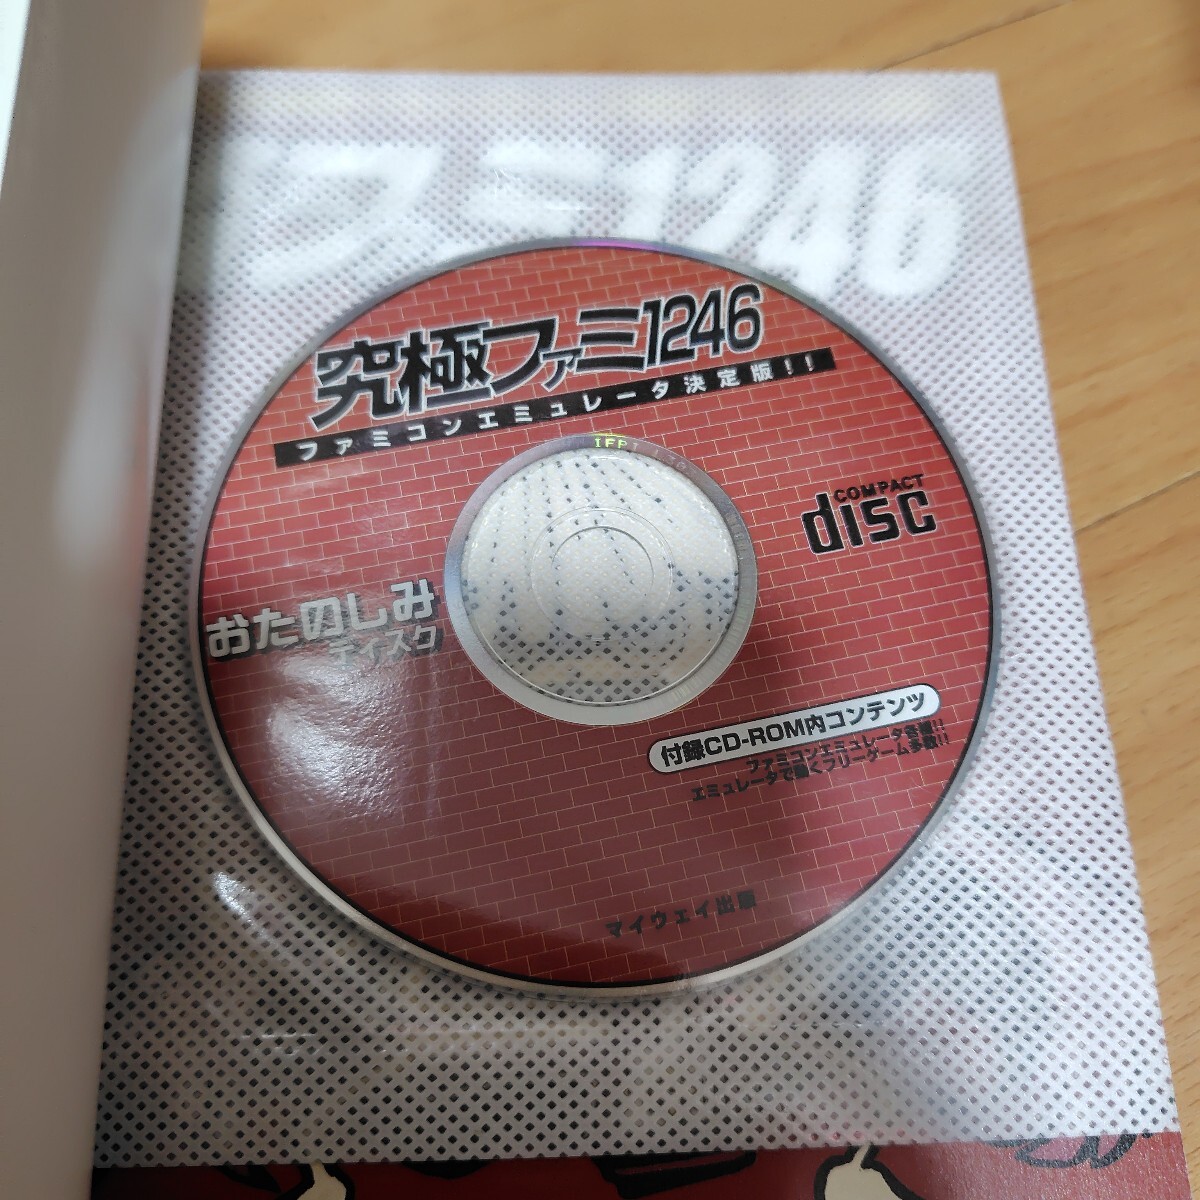 ファミ1246
究極ファミ1246
ファミコンエミュレータ決定版!!
IFPI
COMPACT
disc
おたのしみ
ディスク
付録CD-ROM内コンテンツ
ファミコンエミュレータ各種!!
エミュレータで動くフリーゲーム多数!!
マイウェイ出版